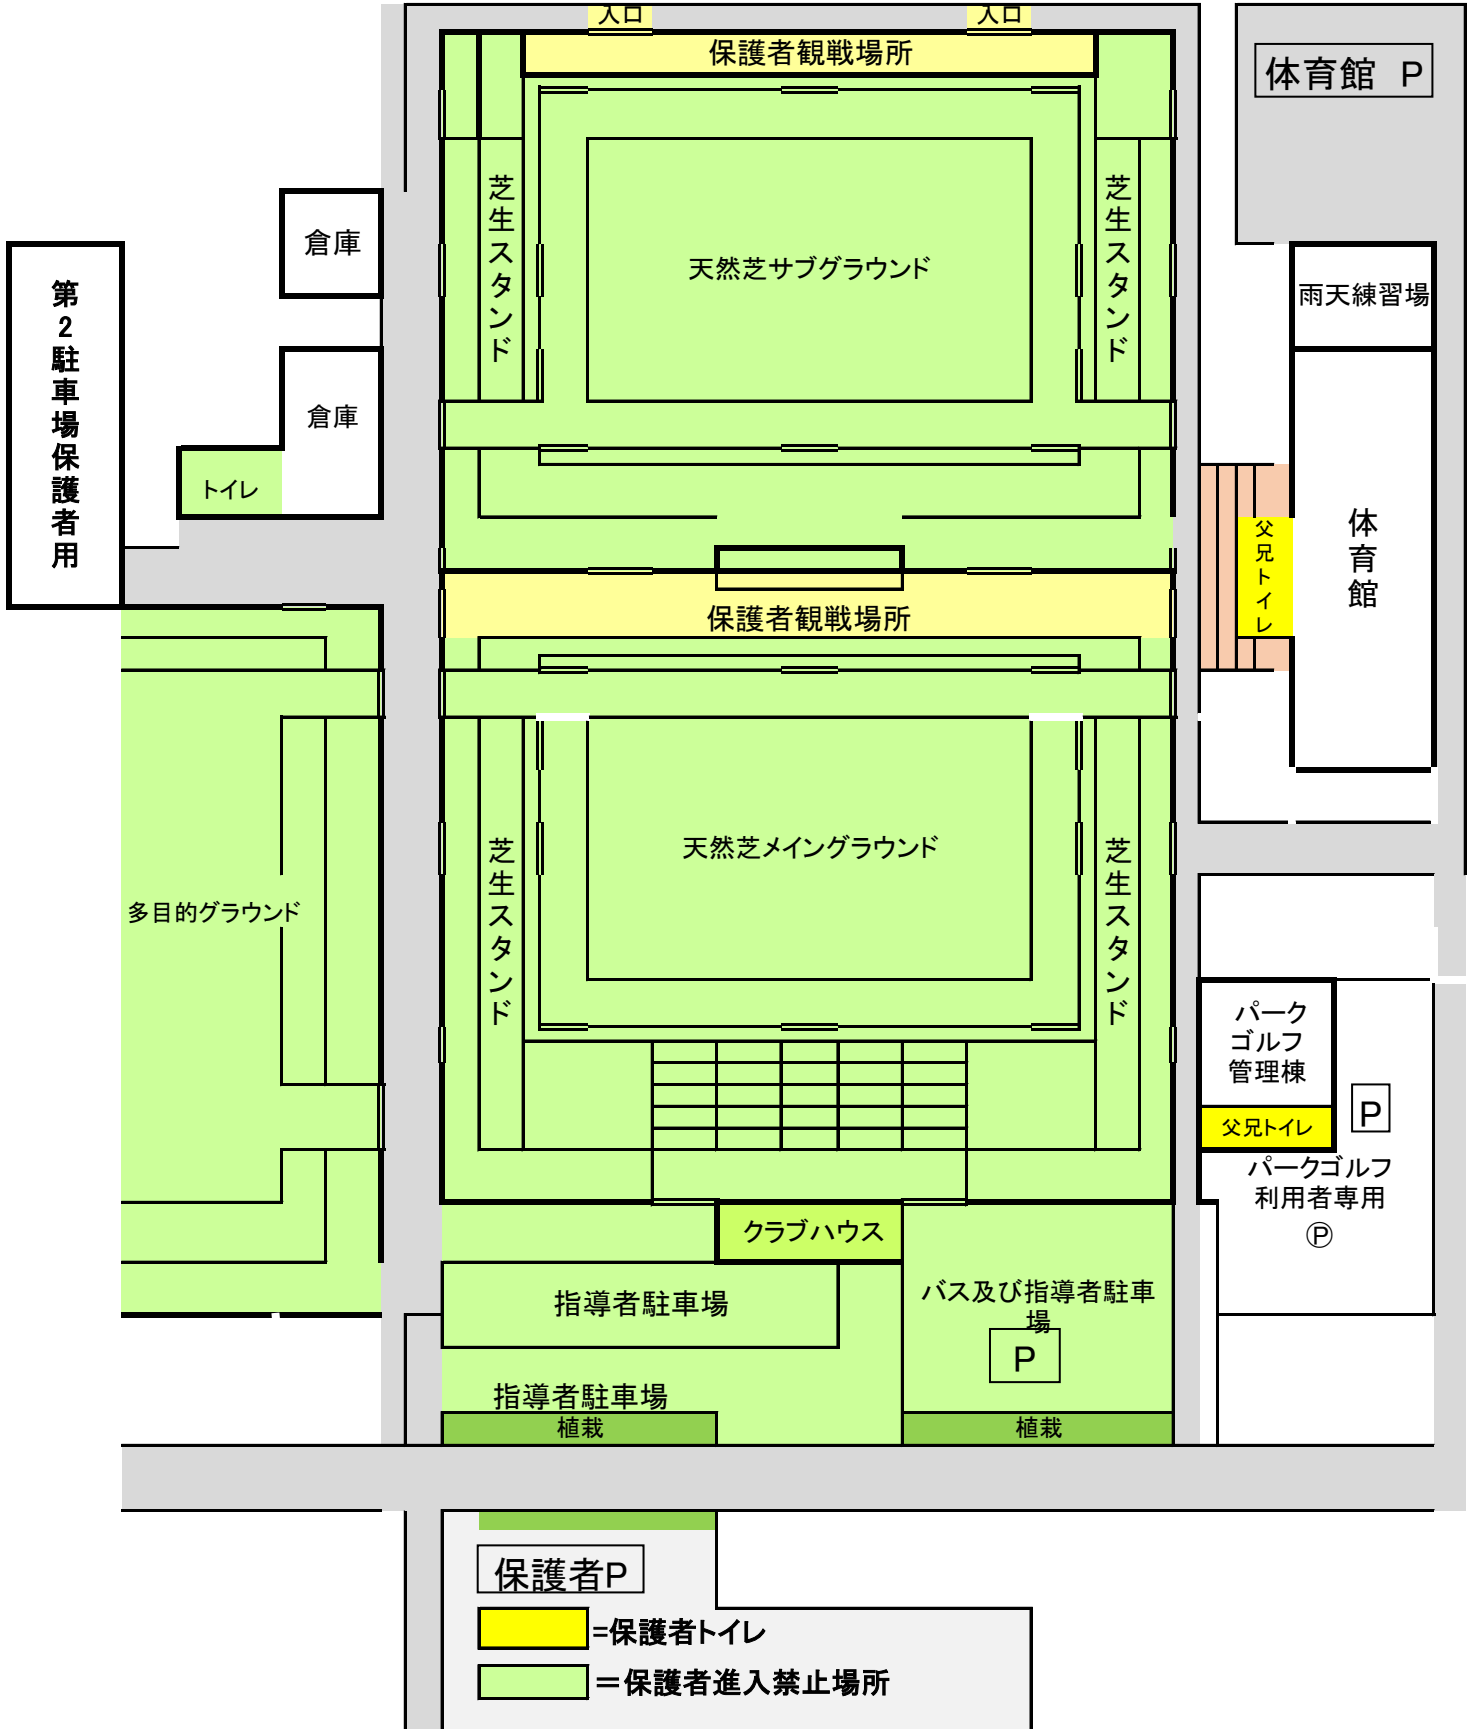 入口
入口
保護者観戦場所
体育館 P
芝生スタンド
芝生スタンド
倉庫
天然芝サブグラウンド
第2駐車場保護者用
雨天練習場
倉庫
トイレ
父兄トイレ
体育館
保護者観戦場所
芝生スタンド
天然芝メイングラウンド
芝生スタンド
多目的グラウンド
パーク
ゴルフ
管理棟
P
父兄トイレ
パークゴルフ
利用者専用
Ⓟ
クラブハウス
指導者駐車場
バス及び指導者駐車
場
P
指導者駐車場
植栽
植栽
保護者P
=保護者トイレ
＝保護者進入禁止場所